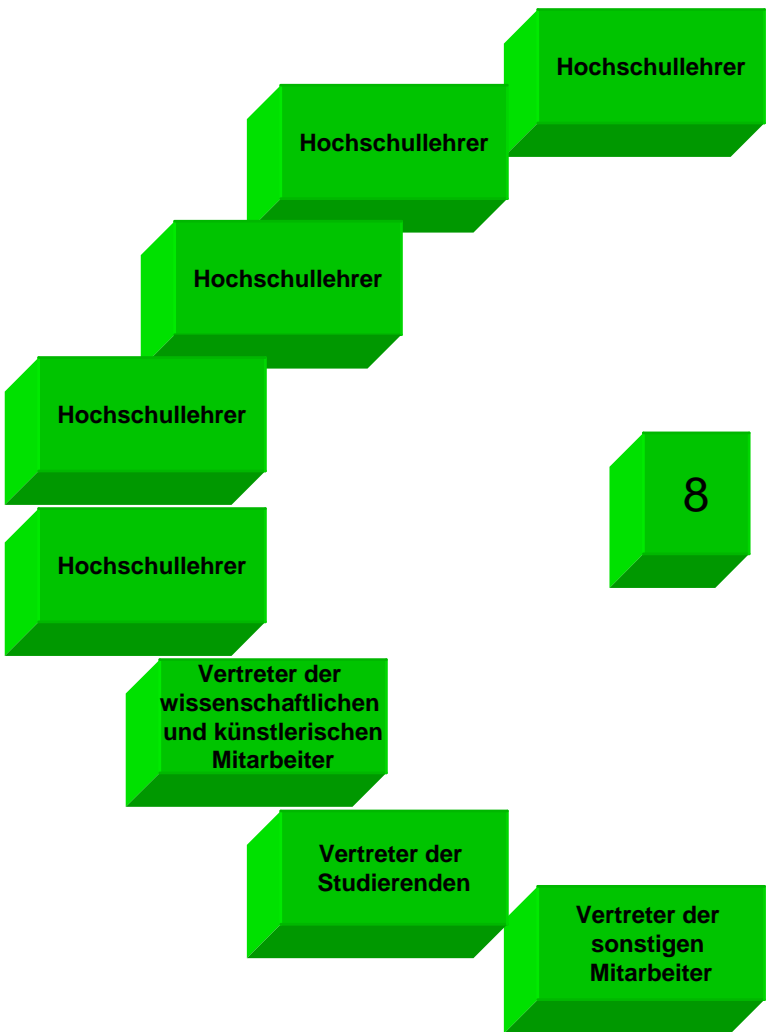 Hochschullehrer
Hochschullehrer
Hochschullehrer
Hochschullehrer
8
Hochschullehrer
Vertreter der
wissenschaftlichen
und künstlerischen
Mitarbeiter
Vertreter der
Studierenden
Vertreter der
sonstigen
Mitarbeiter